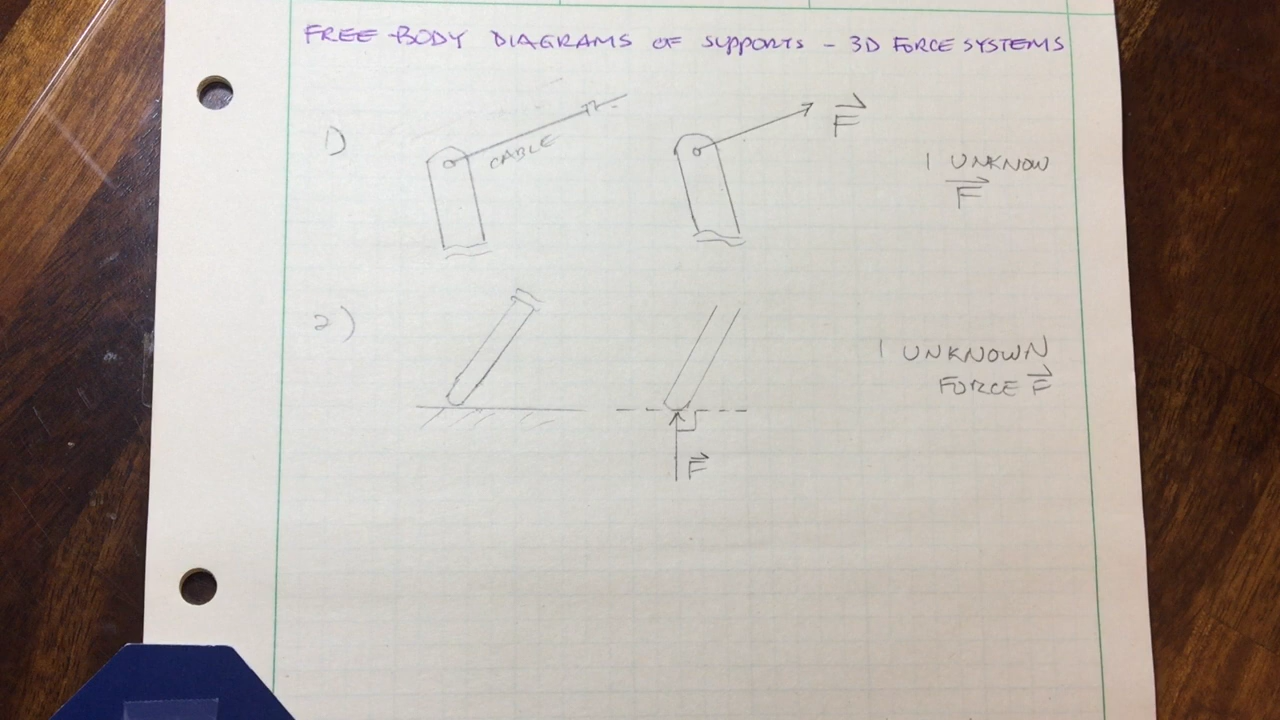 FREE-BODY DIAGRAMS OF SUPPORTS - 3D FORCE SYSTEMS
1)
CABLE
F
1 UNKNOW
F
2)
1 UNKNOWN
FORCE F
F